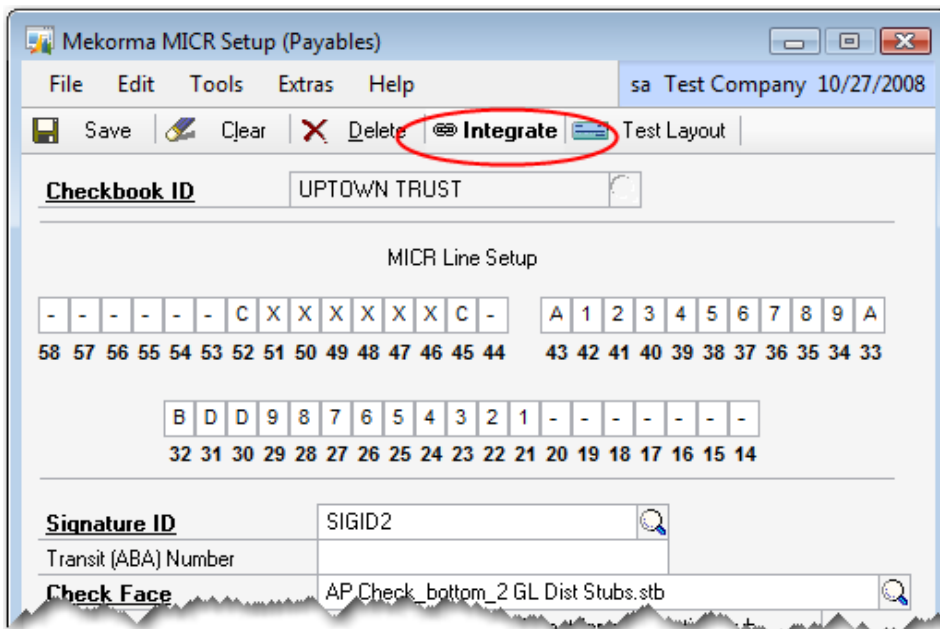 Mekorma MICR Setup (Payables)
File Edit Tools Extras Help sa Test Company 10/27/2008
Save Clear Delete Integrate Test Layout
Checkbook ID UPTOWN TRUST
MICR Line Setup
- - - - - - C X X X X X X C - A 1 2 3 4 5 6 7 8 9 A
58 57 56 55 54 53 52 51 50 49 48 47 46 45 44 43 42 41 40 39 38 37 36 35 34 33
B D D 9 8 7 6 5 4 3 2 1 - - - - - - -
32 31 30 29 28 27 26 25 24 23 22 21 20 19 18 17 16 15 14
Signature ID SIGID2
Transit (ABA) Number
Check Face AP Check_bottom_2 GL Dist Stubs.stb